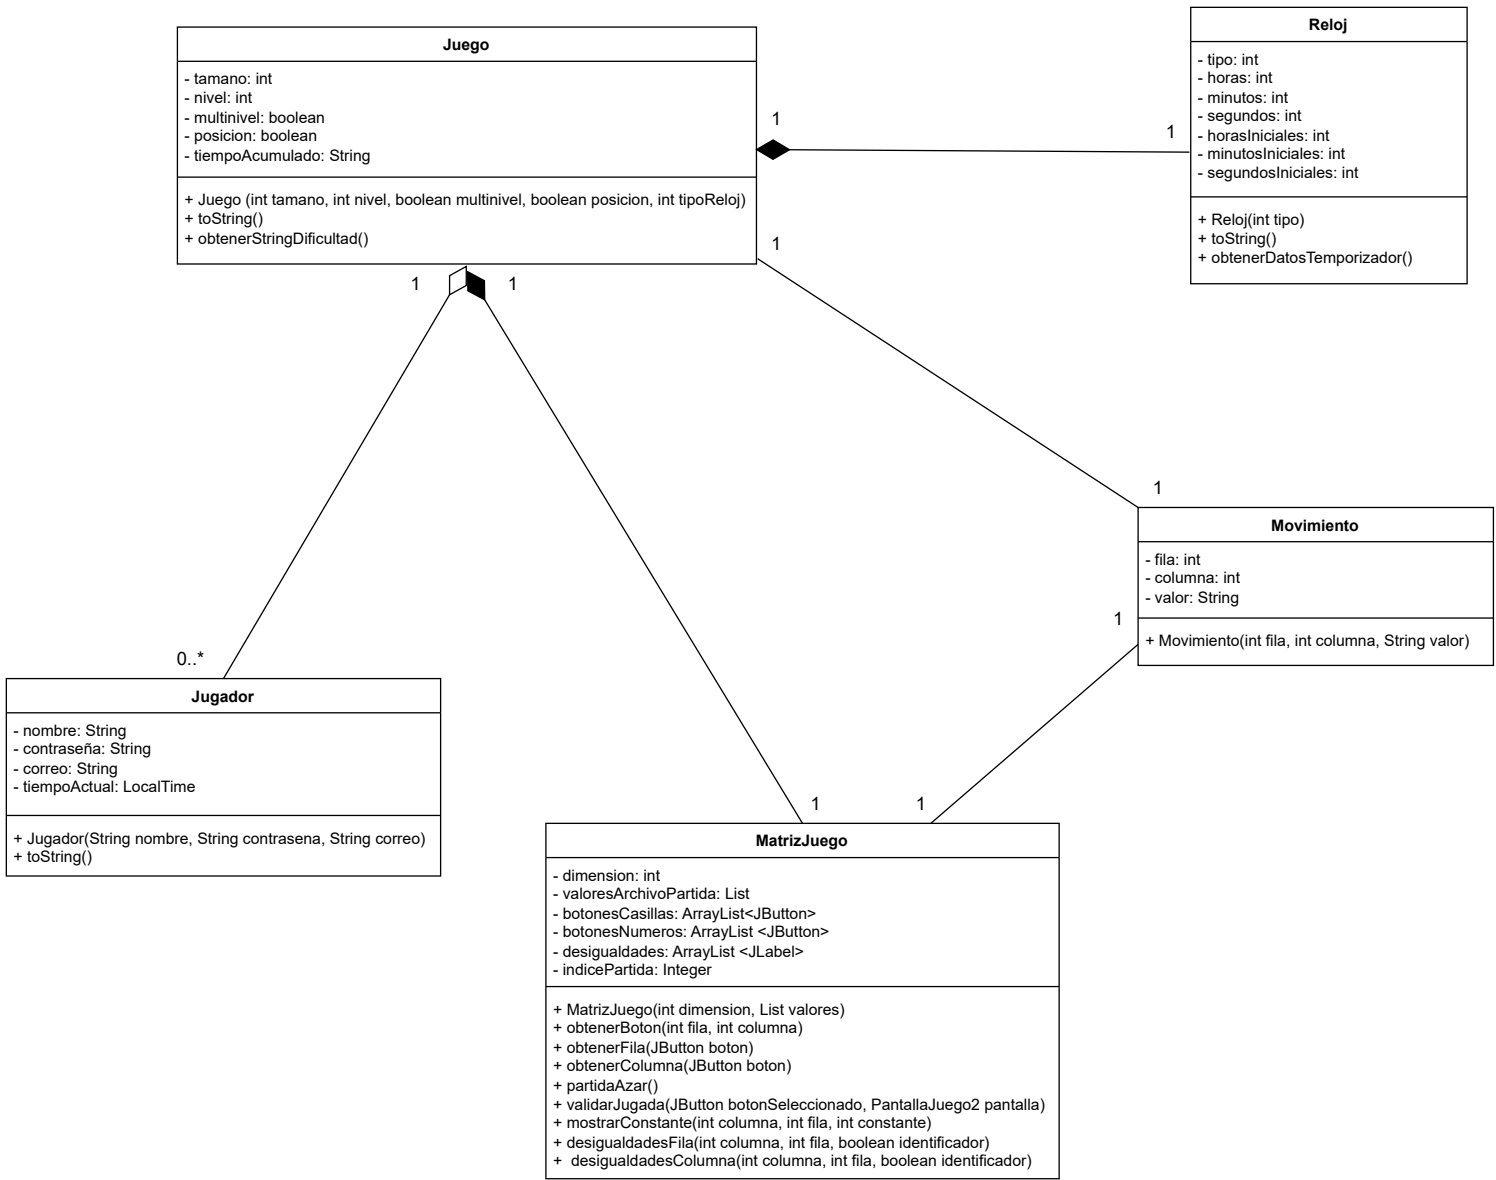 Juego
- tamano: int
- nivel: int
- multinivel: boolean
- posicion: boolean
- tiempoAcumulado: String
+ Juego (int tamano, int nivel, boolean multinivel, boolean posicion, int tipoReloj)
+ toString()
+ obtenerStringDificultad()
1
1
Reloj
- tipo: int
- horas: int
- minutos: int
- segundos: int
- horasIniciales: int
- minutosIniciales: int
- segundosIniciales: int
+ Reloj(int tipo)
+ toString()
+ obtenerDatosTemporizador()
1
1
1
1
Movimiento
- fila: int
- columna: int
- valor: String
+ Movimiento(int fila, int columna, String valor)
1
0..*
Jugador
- nombre: String
- contraseña: String
- correo: String
- tiempoActual: LocalTime
+ Jugador(String nombre, String contrasena, String correo)
+ toString()
1
1
MatrizJuego
- dimension: int
- valoresArchivoPartida: List
- botonesCasillas: ArrayList<JButton>
- botonesNumeros: ArrayList <JButton>
- desigualdades: ArrayList <JLabel>
- indicePartida: Integer
+ MatrizJuego(int dimension, List valores)
+ obtenerBoton(int fila, int columna)
+ obtenerFila(JButton boton)
+ obtenerColumna(JButton boton)
+ partidaAzar()
+ validarJugada(JButton botonSeleccionado, PantallaJuego2 pantalla)
+ mostrarConstante(int columna, int fila, int constante)
+ desigualdadesFila(int columna, int fila, boolean identificador)
+  desigualdadesColumna(int columna, int fila, boolean identificador)